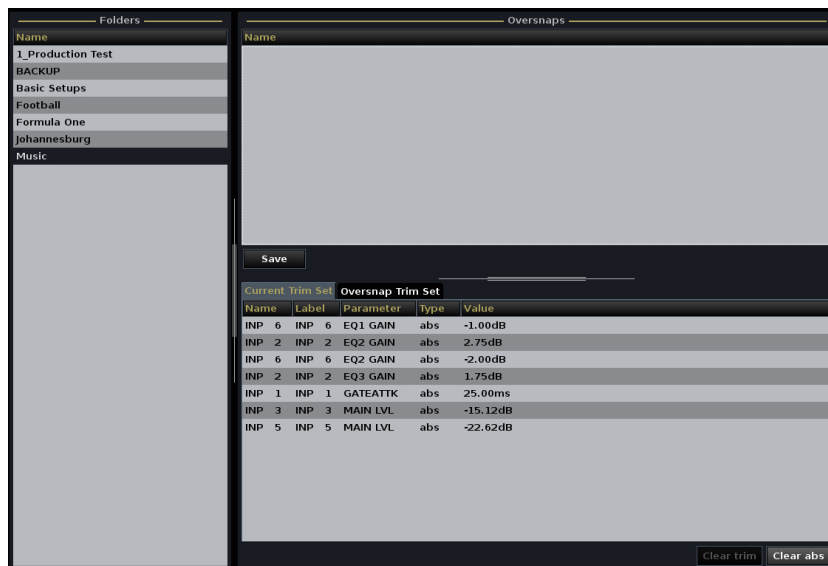 Folders
Name
1_Production Test
BACKUP
Basic Setups
Football
Formula One
Johannesburg
Music
Oversnaps
Name
Save
Current Trim Set Oversnap Trim Set
Name Label Parameter Type Value
INP 6 INP 6 EQ1 GAIN abs -1.00dB
INP 2 INP 2 EQ2 GAIN abs 2.75dB
INP 6 INP 6 EQ2 GAIN abs -2.00dB
INP 2 INP 2 EQ3 GAIN abs 1.75dB
INP 1 INP 1 GATEATTK abs 25.00ms
INP 3 INP 3 MAIN LVL abs -15.12dB
INP 5 INP 5 MAIN LVL abs -22.62dB
Clear trim Clear abs